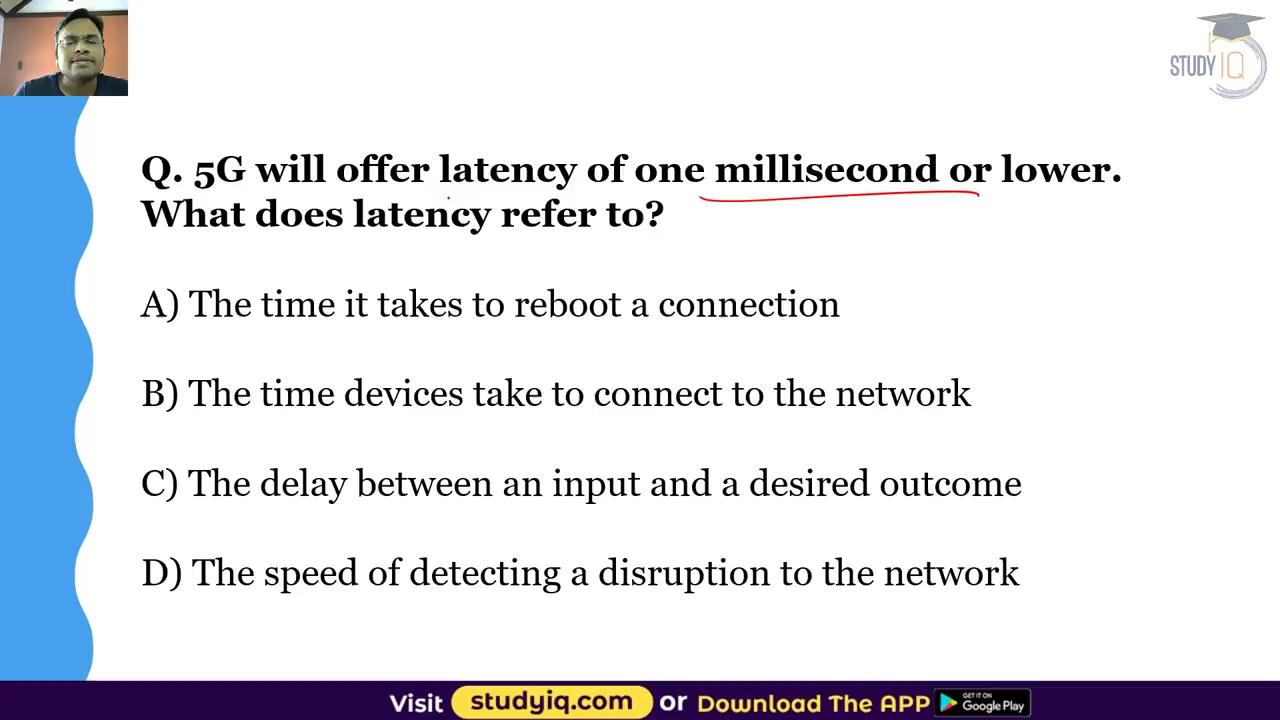 STUDY IQ
Q. 5G will offer latency of one millisecond or lower.
What does latency refer to?
A) The time it takes to reboot a connection
B) The time devices take to connect to the network
C) The delay between an input and a desired outcome
D) The speed of detecting a disruption to the network
Visit studyiq.com or Download The APP GET IT ON Google Play